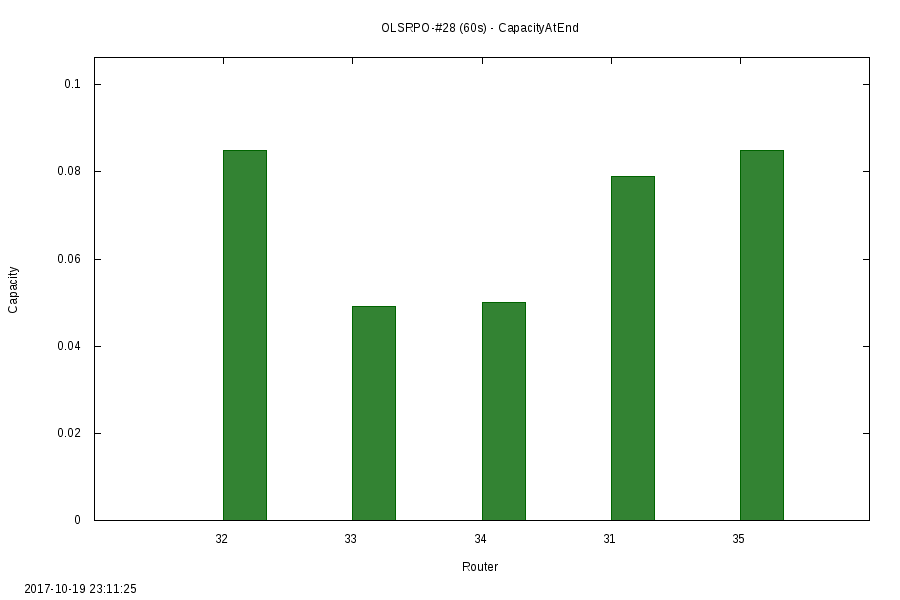 OLSRPO-#28 (60s) - CapacityAtEnd
0.1
0.08
0.06
0.04
0.02
0
Capacity
32 33 34 31 35
Router
2017-10-19 23:11:25